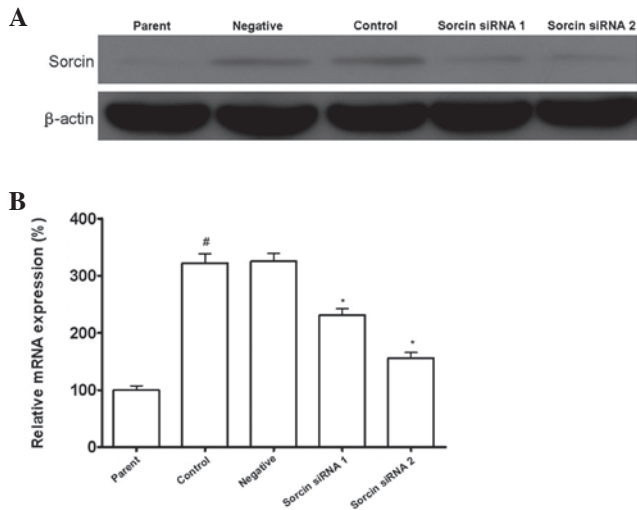 A
Parent Negative Control Sorcin siRNA 1 Sorcin siRNA 2
Sorcin
β-actin
B
Relative mRNA expression (%)
400
300
200
100
0
#
*
*
Parent
Control
Negative
Sorcin siRNA 1
Sorcin siRNA 2